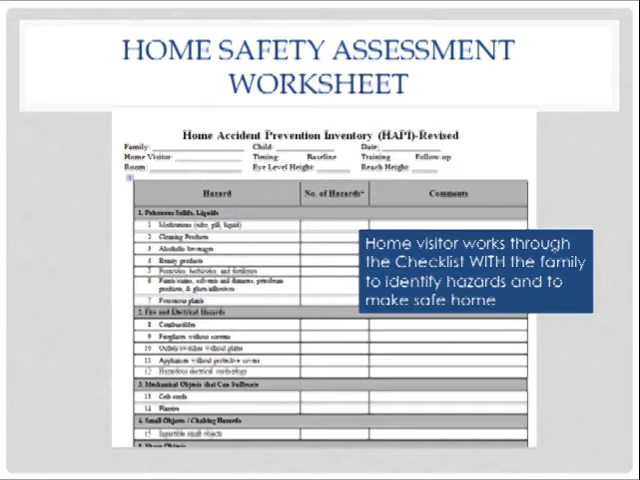 HOME SAFETY ASSESSMENT
WORKSHEET
Home Accident Prevention Inventory (HAPI)-Revised
Family: Child: Date:
Home Visitor: Timing: Baseline Training Follow-up
Room: Eye Level Height: Reach Height:
Hazard No. of Hazards* Comments
1. Poisonous Solids, Liquids
1 Medications (tube, pill, liquid)
2 Cleaning Products
3 Alcoholic beverages
4 Beauty products
5 Pesticides, herbicides, and fertilizers
6 Paints/stains, solvents and thinners, petroleum
products, & glues/adhesives
7 Poisonous plants
Home visitor works through
the Checklist WITH the family
to identify hazards and to
make safe home
2. Fire and Electrical Hazards
8 Combustibles
9 Fireplaces without screens
10 Outlets/switches without plates
11 Appliances without protective covers
12 Hazardous electrical cords/plugs
3. Mechanical Objects that Can Suffocate
13 Crib cords
14 Plastics
4. Small Objects / Choking Hazards
15 Ingestible small objects